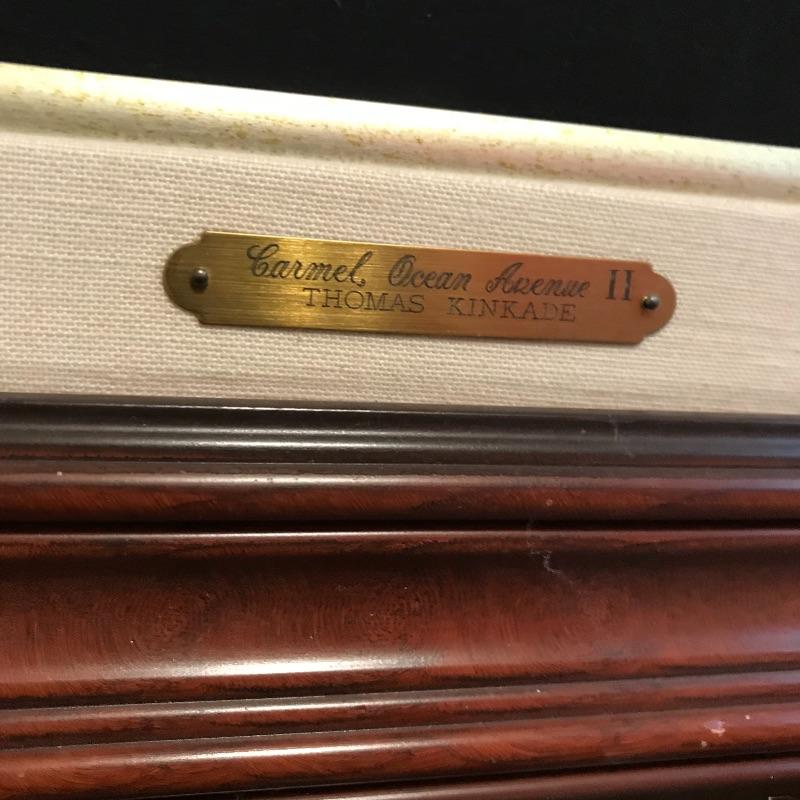 Carmel, Ocean Avenue II
THOMAS KINKADE